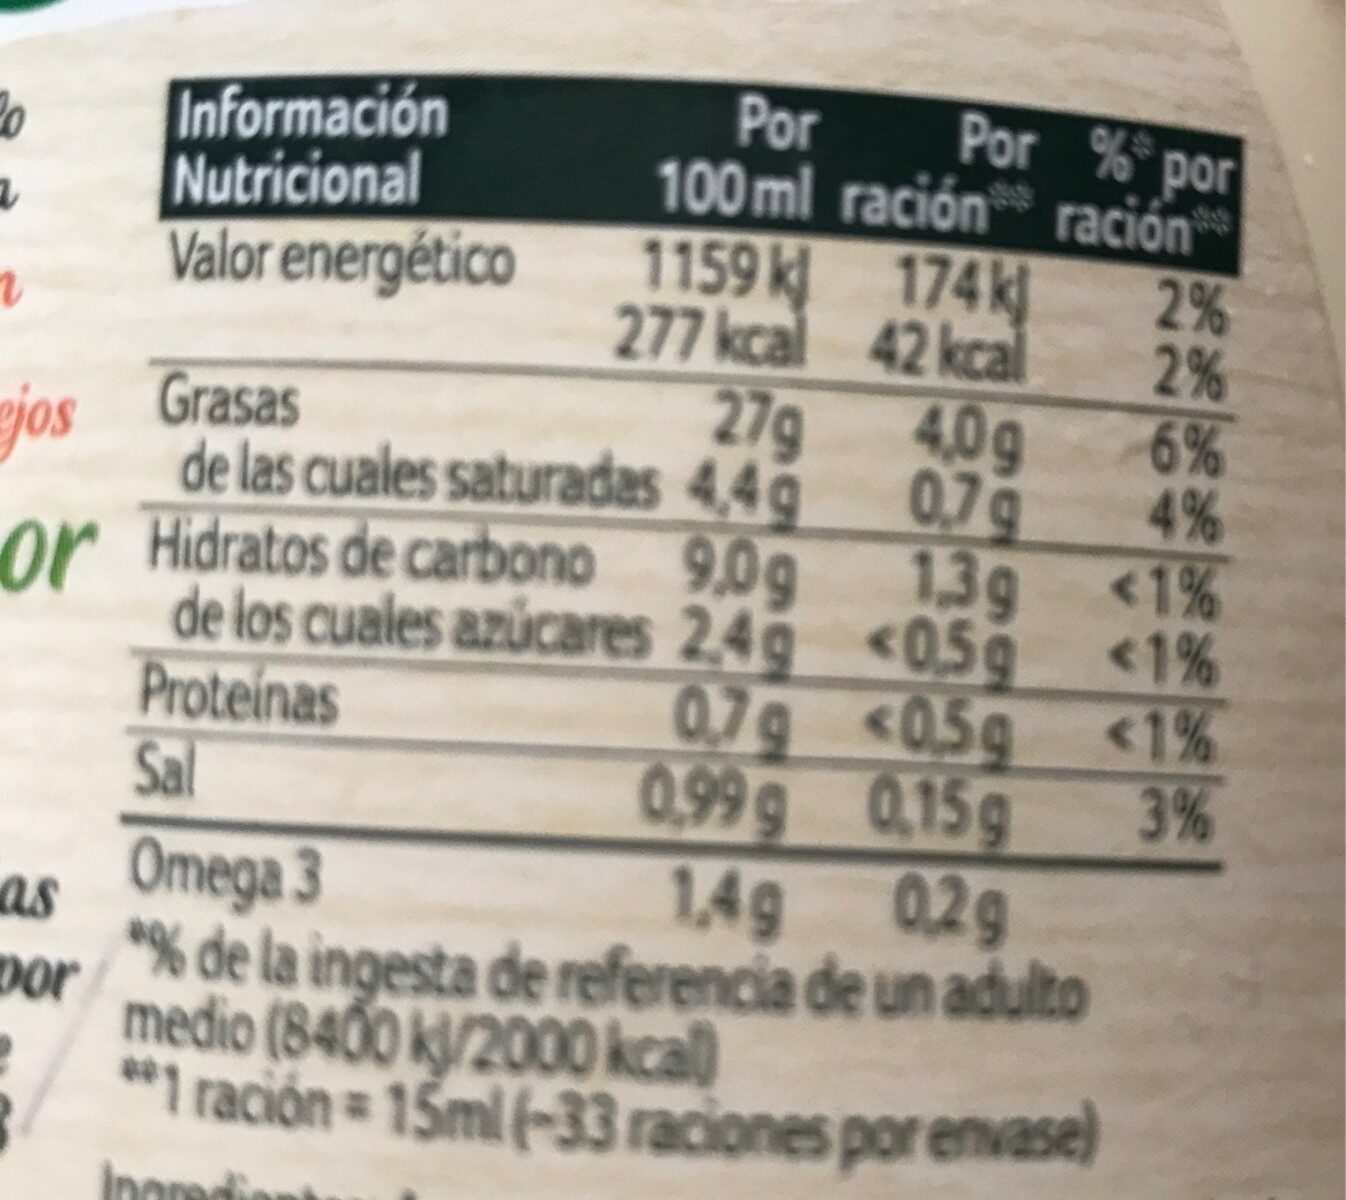 Información Nutricional Por 100 ml Por ración** %* por ración**
Valor energético 1159 kJ 174 kJ 2%
277 kcal 42 kcal 2%
Grasas 27g 4,0g 6%
de las cuales saturadas 4,4g 0,7g 4%
Hidratos de carbono 9,0g 1,3g <1%
de los cuales azúcares 2,4g <0,5g <1%
Proteínas 0,7g <0,5g <1%
Sal 0,99g 0,15g 3%
Omega 3 1,4g 0,2g
*% de la ingesta de referencia de un adulto
medio (8400 kJ/2000 kcal)
**1 ración = 15ml (~33 raciones por envase)
ejos
or
as
por